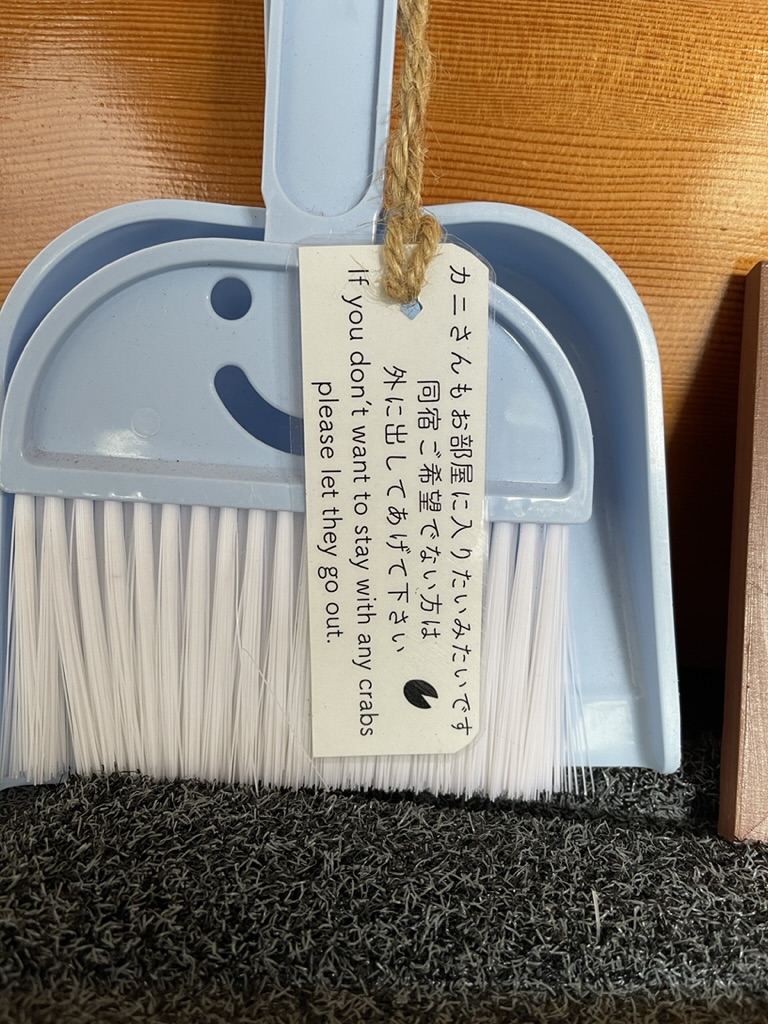 カニさんもお部屋に入りたいみたいです
同宿ご希望でない方は
外に出してあげて下さい
If you don't want to stay with any crabs
please let they go out.